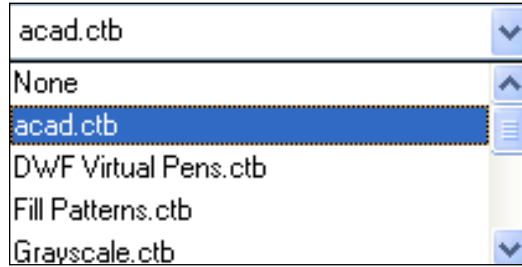 acad.ctb
None
acad.ctb
DWF Virtual Pens.ctb
Fill Patterns.ctb
Grayscale.ctb